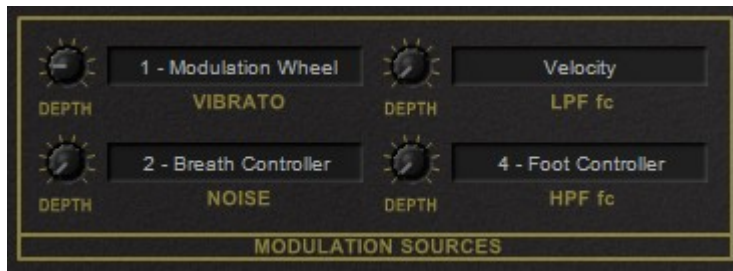 1 - Modulation Wheel
DEPTH
VIBRATO
Velocity
DEPTH
LPF fc
2 - Breath Controller
DEPTH
NOISE
4 - Foot Controller
DEPTH
HPF fc
MODULATION SOURCES